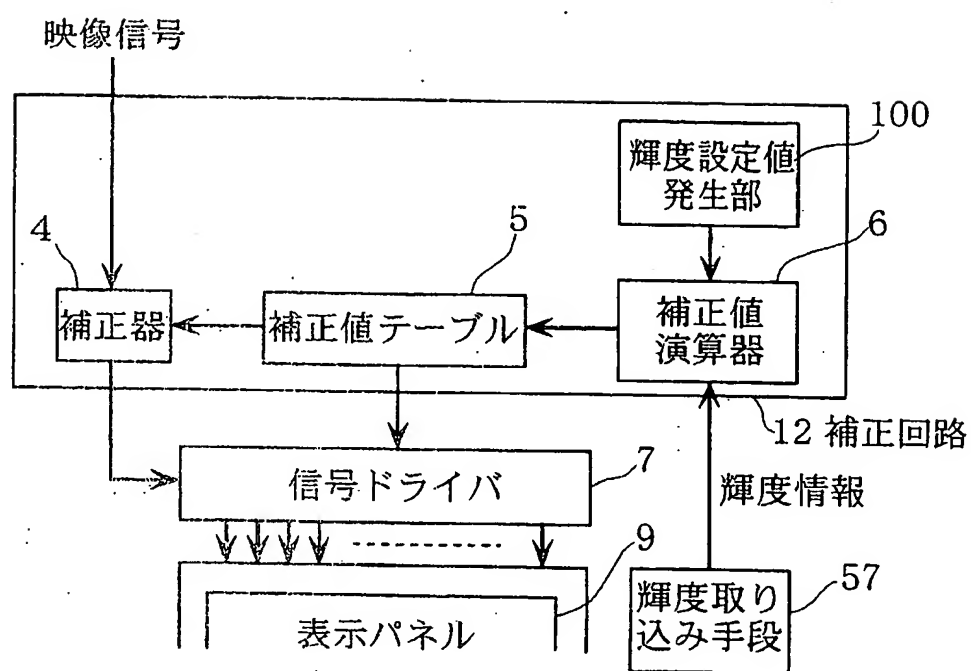 映像信号
100
輝度設定値
発生部
4
5
6
補正器
補正値テーブル
補正値
演算器
12 補正回路
7
信号ドライバ
輝度情報
9
57
表示パネル
輝度取り
込み手段